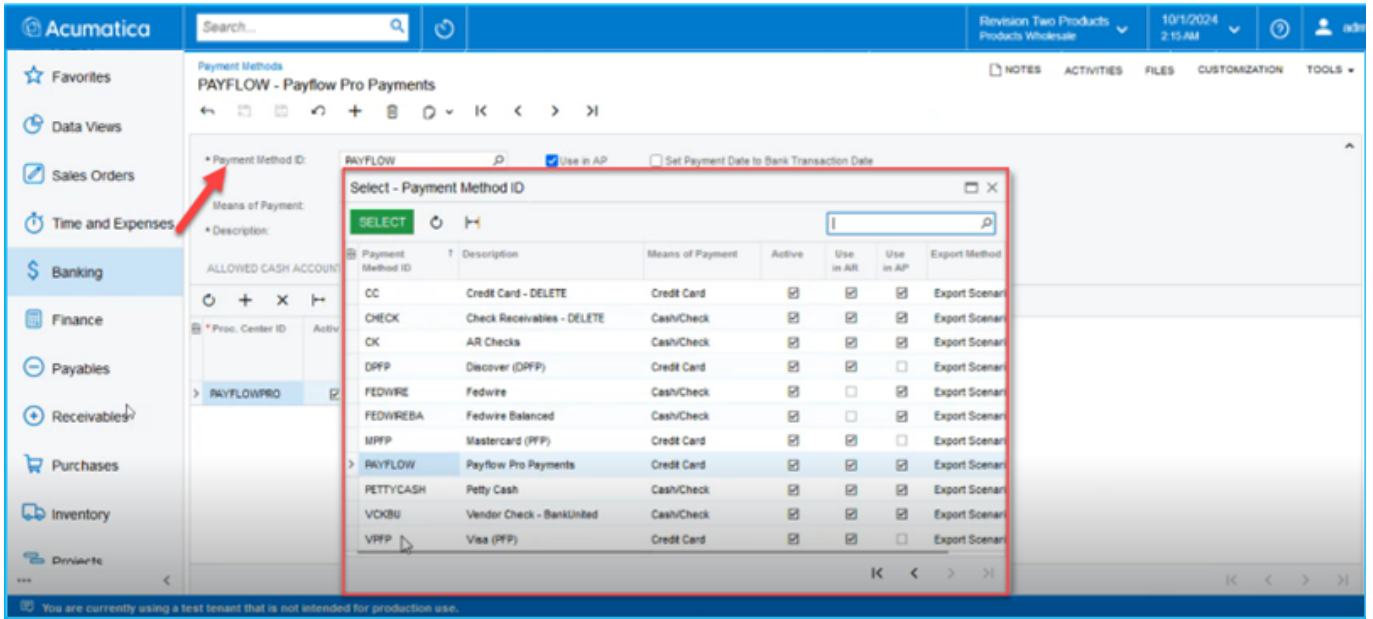 Acumatica
Search...
Revision Two Products
Products Wholesale
10/1/2024
2:15 AM
Favorites
Data Views
Sales Orders
Time and Expenses
Banking
Finance
Payables
Receivables
Purchases
Inventory
Projects
Payment Methods
PAYFLOW - Payflow Pro Payments
NOTES ACTIVITIES FILES CUSTOMIZATION TOOLS
* Payment Method ID: PAYFLOW Use in AP Set Payment Date to Bank Transaction Date
Means of Payment:
* Description:
ALLOWED CASH ACCOUNT
* Proc. Center ID Activ
PAYFLOWPRO
Select - Payment Method ID
SELECT
Payment Method ID Description Means of Payment Active Use in AR Use in AP Export Method
CC Credit Card - DELETE Credit Card Export Scenari
CHECK Check Receivables - DELETE Cash/Check Export Scenari
CK AR Checks Cash/Check Export Scenari
DPFP Discover (DPFP) Credit Card Export Scenari
FEDWIRE Fedwire Cash/Check Export Scenari
FEDWIREBA Fedwire Balanced Cash/Check Export Scenari
MPFP Mastercard (PFP) Credit Card Export Scenari
PAYFLOW Payflow Pro Payments Credit Card Export Scenari
PETTYCASH Petty Cash Cash/Check Export Scenari
VCKBU Vendor Check - BankUnited Cash/Check Export Scenari
VPFP Visa (PFP) Credit Card Export Scenari
You are currently using a test tenant that is not intended for production use.